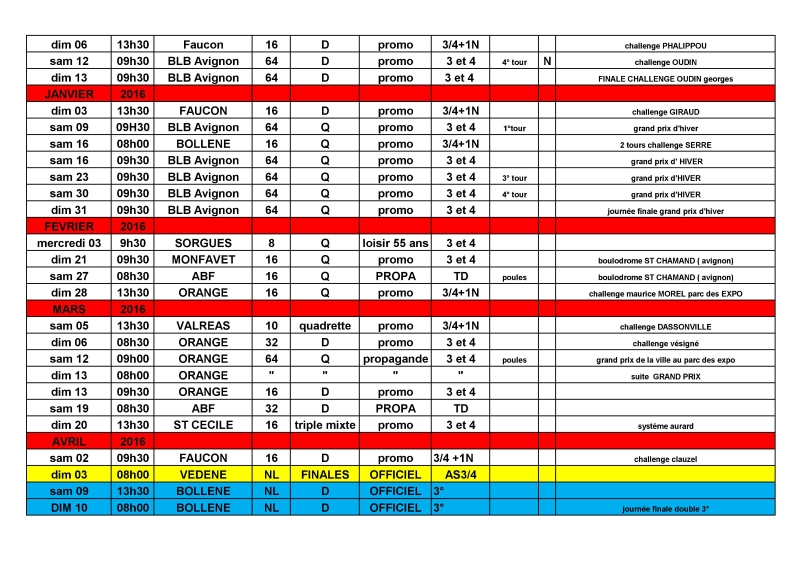 dim 06 13h30 Faucon 16 D promo 3/4+1N challenge PHALIPPOU
sam 12 09h30 BLB Avignon 64 D promo 3 et 4 4° tour N challenge OUDIN
dim 13 09h30 BLB Avignon 64 D promo 3 et 4 FINALE CHALLENGE OUDIN georges
JANVIER 2016
dim 03 13h30 FAUCON 16 D promo 3/4+1N challenge GIRAUD
sam 09 09H30 BLB Avignon 64 Q promo 3 et 4 1°tour grand prix d'hiver
sam 16 08h00 BOLLENE 16 Q promo 3/4+1N 2 tours challenge SERRE
sam 16 09h30 BLB Avignon 64 Q promo 3 et 4 grand prix d' HIVER
sam 23 09h30 BLB Avignon 64 Q promo 3 et 4 3° tour grand prix d'HIVER
sam 30 09h30 BLB Avignon 64 Q promo 3 et 4 4° tour grand prix d'HIVER
dim 31 09h30 BLB Avignon 64 Q promo 3 et 4 journée finale grand prix d'hiver
FEVRIER 2016
mercredi 03 9h30 SORGUES 8 Q loisir 55 ans 3 et 4
dim 21 09h30 MONFAVET 16 Q promo 3 et 4 boulodrome ST CHAMAND ( avignon)
sam 27 08h30 ABF 16 Q PROPA TD poules boulodrome ST CHAMAND ( avignon)
dim 28 13h30 ORANGE 16 Q promo 3/4+1N challenge maurice MOREL parc des EXPO
MARS 2016
sam 05 13h30 VALREAS 10 quadrette promo 3/4+1N challenge DASSONVILLE
dim 06 08h30 ORANGE 32 D promo 3 et 4 challenge vésigné
sam 12 09h00 ORANGE 64 Q propagande 3 et 4 poules grand prix de la ville au parc des expo
dim 13 08h00 ORANGE " " " " suite GRAND PRIX
dim 13 09h30 ORANGE 16 D promo 3 et 4
sam 19 08h30 ABF 32 D PROPA TD
dim 20 13h30 ST CECILE 16 triple mixte promo 3 et 4 systéme aurard
AVRIL 2016
sam 02 09h30 FAUCON 16 D promo 3/4 +1N challenge clauzel
dim 03 08h00 VEDENE NL FINALES OFFICIEL AS3/4
sam 09 13h30 BOLLENE NL D OFFICIEL 3°
DIM 10 08h00 BOLLENE NL D OFFICIEL 3° journée finale double 3°